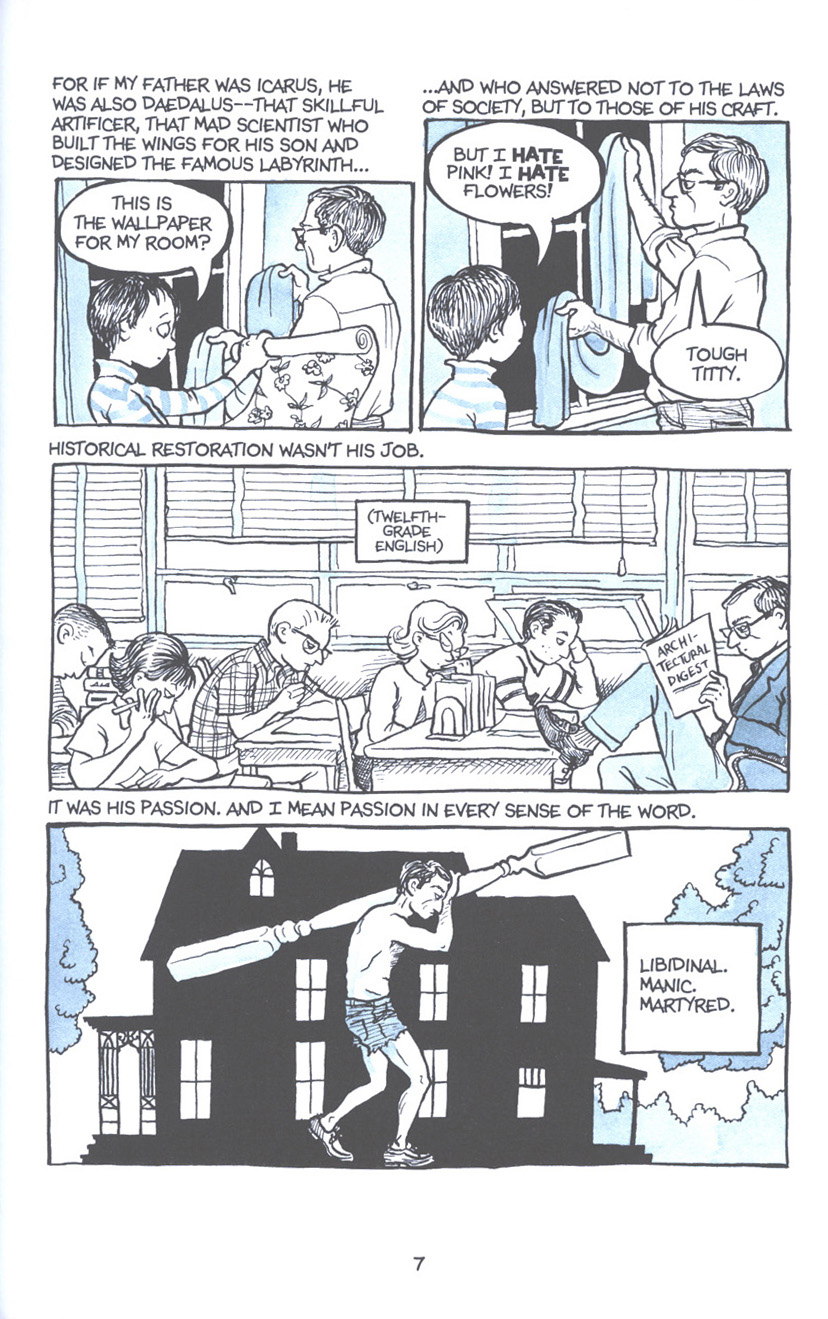 FOR IF MY FATHER WAS ICARUS, HE
WAS ALSO DAEDALUS--THAT SKILLFUL
ARTIFICER, THAT MAD SCIENTIST WHO
BUILT THE WINGS FOR HIS SON AND
DESIGNED THE FAMOUS LABYRINTH...
THIS IS
THE WALLPAPER
FOR MY ROOM?
...AND WHO ANSWERED NOT TO THE LAWS
OF SOCIETY, BUT TO THOSE OF HIS CRAFT.
BUT I HATE
PINK! I HATE
FLOWERS!
TOUGH
TITTY.
HISTORICAL RESTORATION WASN'T HIS JOB.
(TWELFTH-
GRADE
ENGLISH)
ARCHI-
TECTURAL
DIGEST
IT WAS HIS PASSION. AND I MEAN PASSION IN EVERY SENSE OF THE WORD.
LIBIDINAL.
MANIC.
MARTYRED.
7